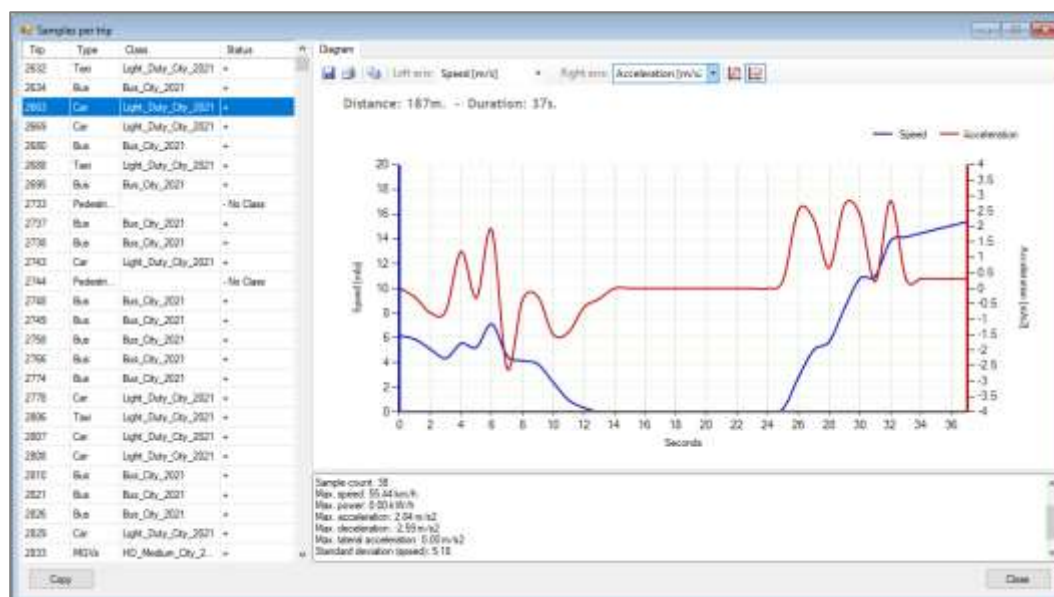 Samples per trip
Trip Type Class Status
2632 Taxi Light_Duty_City_2021 +
2634 Bus Light_Duty_City_2021 +
Car Light_Duty_City_2021 +
2669 Car Light_Duty_City_2021 +
2680 Bus Bus_City_2021 +
2688 Taxi Light_Duty_City_2021 +
2695 Bus Bus_City_2021 +
2733 Pedestri... - No Class
2737 Bus Bus_City_2021 +
2738 Bus Bus_City_2021 +
2743 Car Light_Duty_City_2021 +
2744 Pedestri... - No Class
2748 Bus Bus_City_2021 +
2749 Bus Bus_City_2021 +
2758 Bus Bus_City_2021 +
2766 Bus Bus_City_2021 +
2774 Bus Bus_City_2021 +
2778 Car Light_Duty_City_2021 +
2806 Taxi Light_Duty_City_2021 +
2807 Car Light_Duty_City_2021 +
2808 Car Light_Duty_City_2021 +
2810 Bus Bus_City_2021 +
2821 Bus Bus_City_2021 +
2826 Bus Bus_City_2021 +
2829 Car Light_Duty_City_2021 +
2833 MGVs HD_Medium_City_2... +
Copy
Diagram
Left axis: Speed [m/s] Right axis: Acceleration [m/s
Distance: 187m. - Duration: 37s.
Speed Acceleration
20 18 16 14 12 10 8 6 4 2 0
Speed [m/s]
4 3.5 3 2.5 2 1.5 1 0.5 0 -0.5 -1 -1.5 -2 -2.5 -3 -3.5 -4
Acceleration [m/s2]
0 2 4 6 8 10 12 14 16 18 20 22 24 26 28 30 32 34 36
Seconds
Sample count: 38
Max. speed: 55.44 km/h
Max. power: 0.00 kW/h
Max. acceleration: 2.84 m/s2
Max. deceleration: -2.59 m/s2
Max. lateral acceleration: 0.00 m/s2
Standard deviation (speed): 5.18
Close